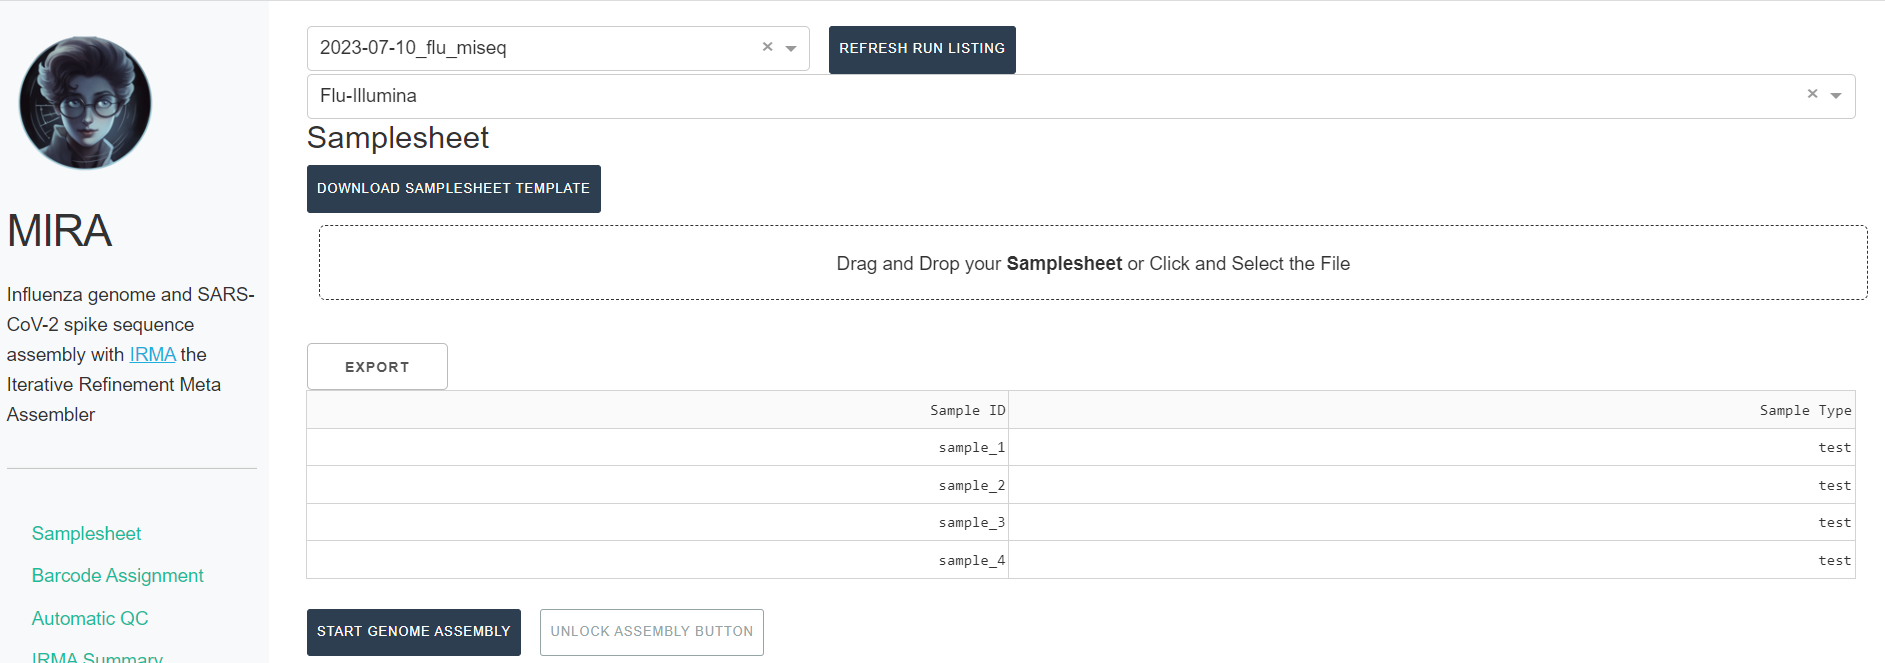 2023-07-10_flu_miseq
REFRESH RUN LISTING
Flu-Illumina
Samplesheet
DOWNLOAD SAMPLESHEET TEMPLATE
Drag and Drop your Samplesheet or Click and Select the File
EXPORT
Sample ID Sample Type
sample_1 test
sample_2 test
sample_3 test
sample_4 test
START GENOME ASSEMBLY
UNLOCK ASSEMBLY BUTTON
MIRA
Influenza genome and SARS-
CoV-2 spike sequence
assembly with IRMA the
Iterative Refinement Meta
Assembler
Samplesheet
Barcode Assignment
Automatic QC
IRMA Summary